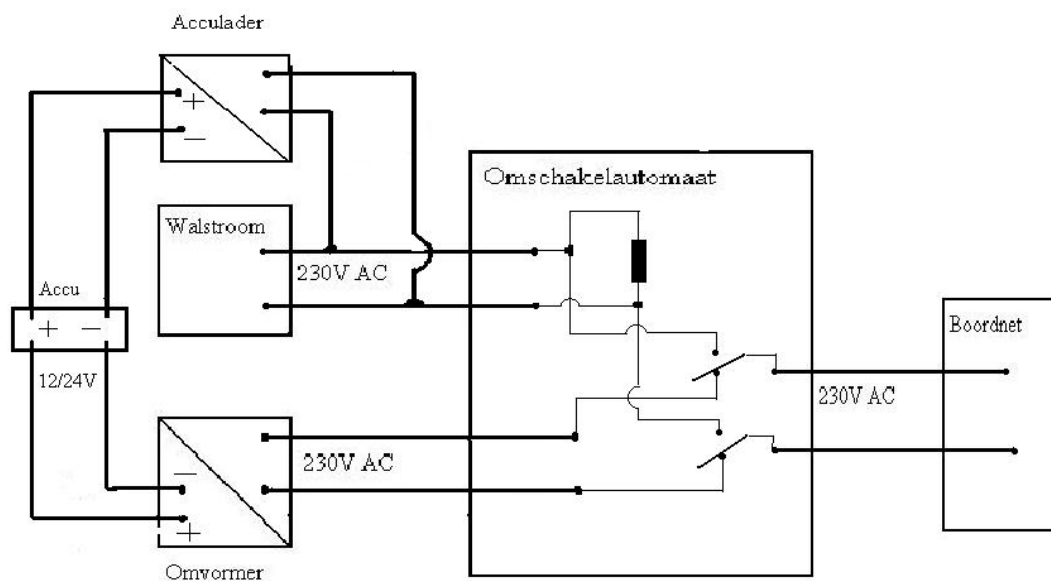 Acculader
+
−
Omschakelautomaat
Walstroom
230V AC
Accu
+ −
12/24V
Boordnet
230V AC
230V AC
−
+
Omvormer